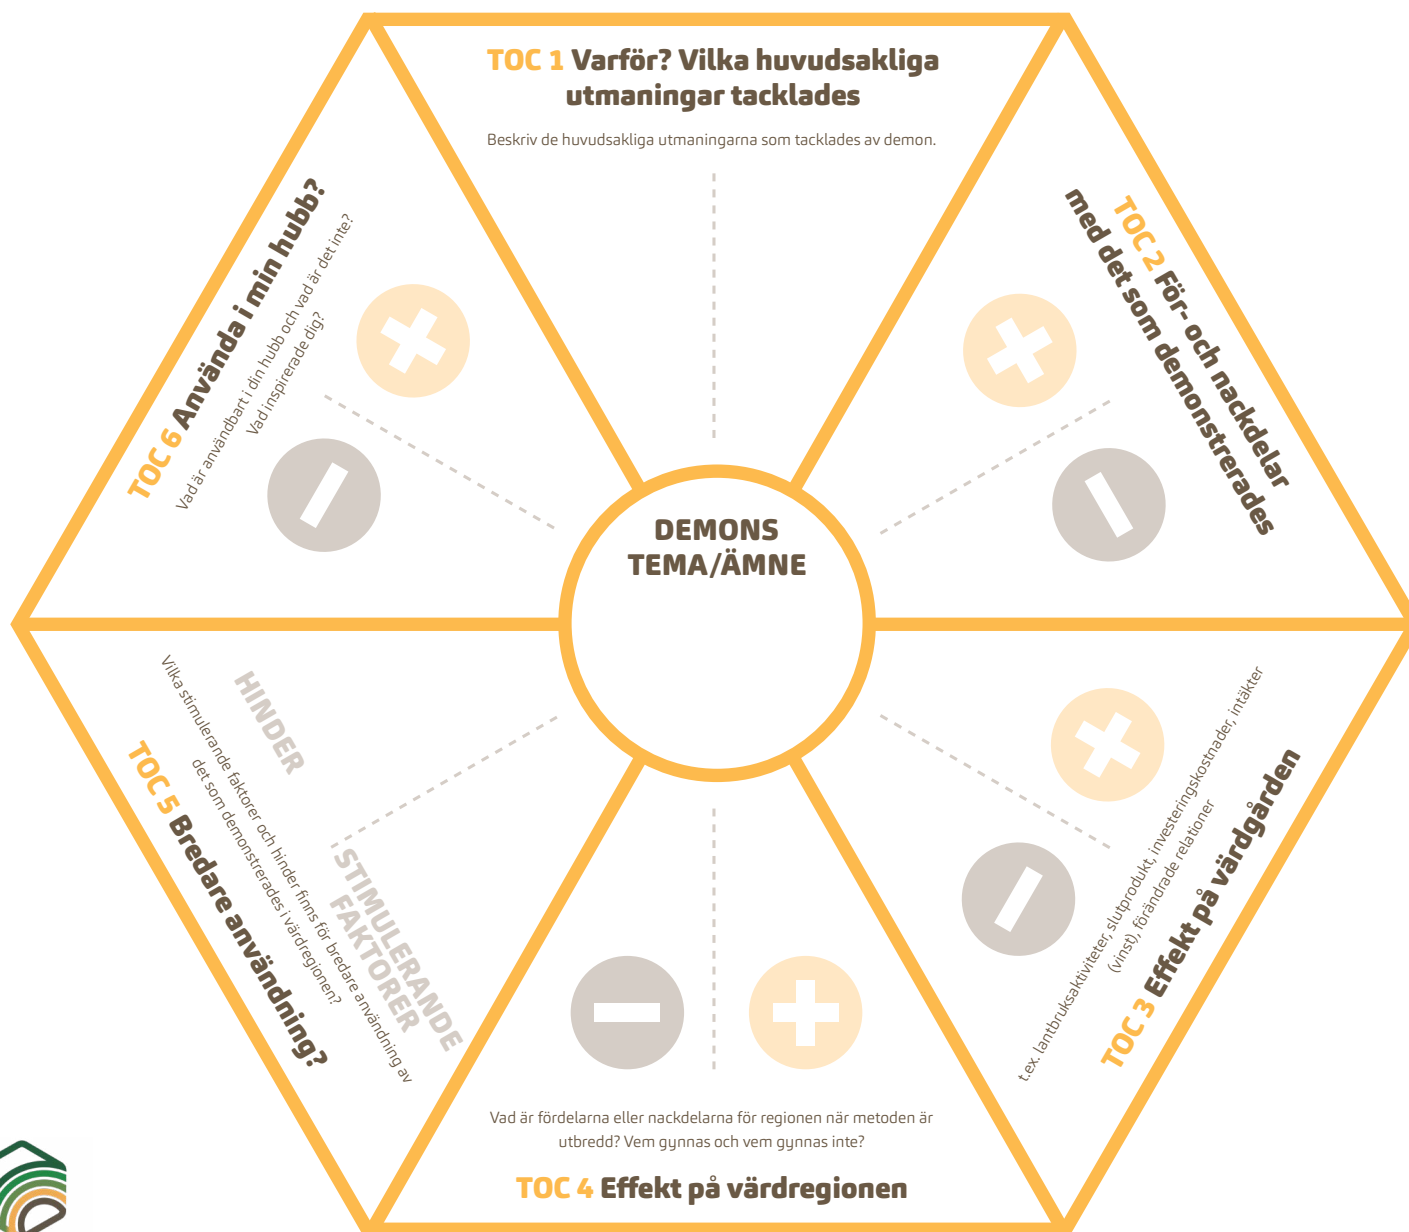 TOC 1 Varför? Vilka huvudsakliga
utmaningar tacklades
Beskriv de huvudsakliga utmaningarna som tacklades av demon.
TOC 2 För- och nackdelar
med det som demonstrerades
t.ex. lantbruksaktiviteter, slutprodukt, investeringskostnader, intäkter
(vinst), förändrade relationer
TOC 3 Effekt på värdgården
Vad är fördelarna eller nackdelarna för regionen när metoden är
utbredd? Vem gynnas och vem gynnas inte?
TOC 4 Effekt på värdregionen
HINDER
STIMULERANDE
FAKTORER
Vilka stimulerande faktorer och hinder finns för bredare användning av
det som demonstrerades i värdregionen?
TOC 5 Bredare användning?
TOC 6 Använda i min hubb?
Vad är användbart i din hubb och vad är det inte?
Vad inspirerade dig?
DEMONS
TEMA/ÄMNE